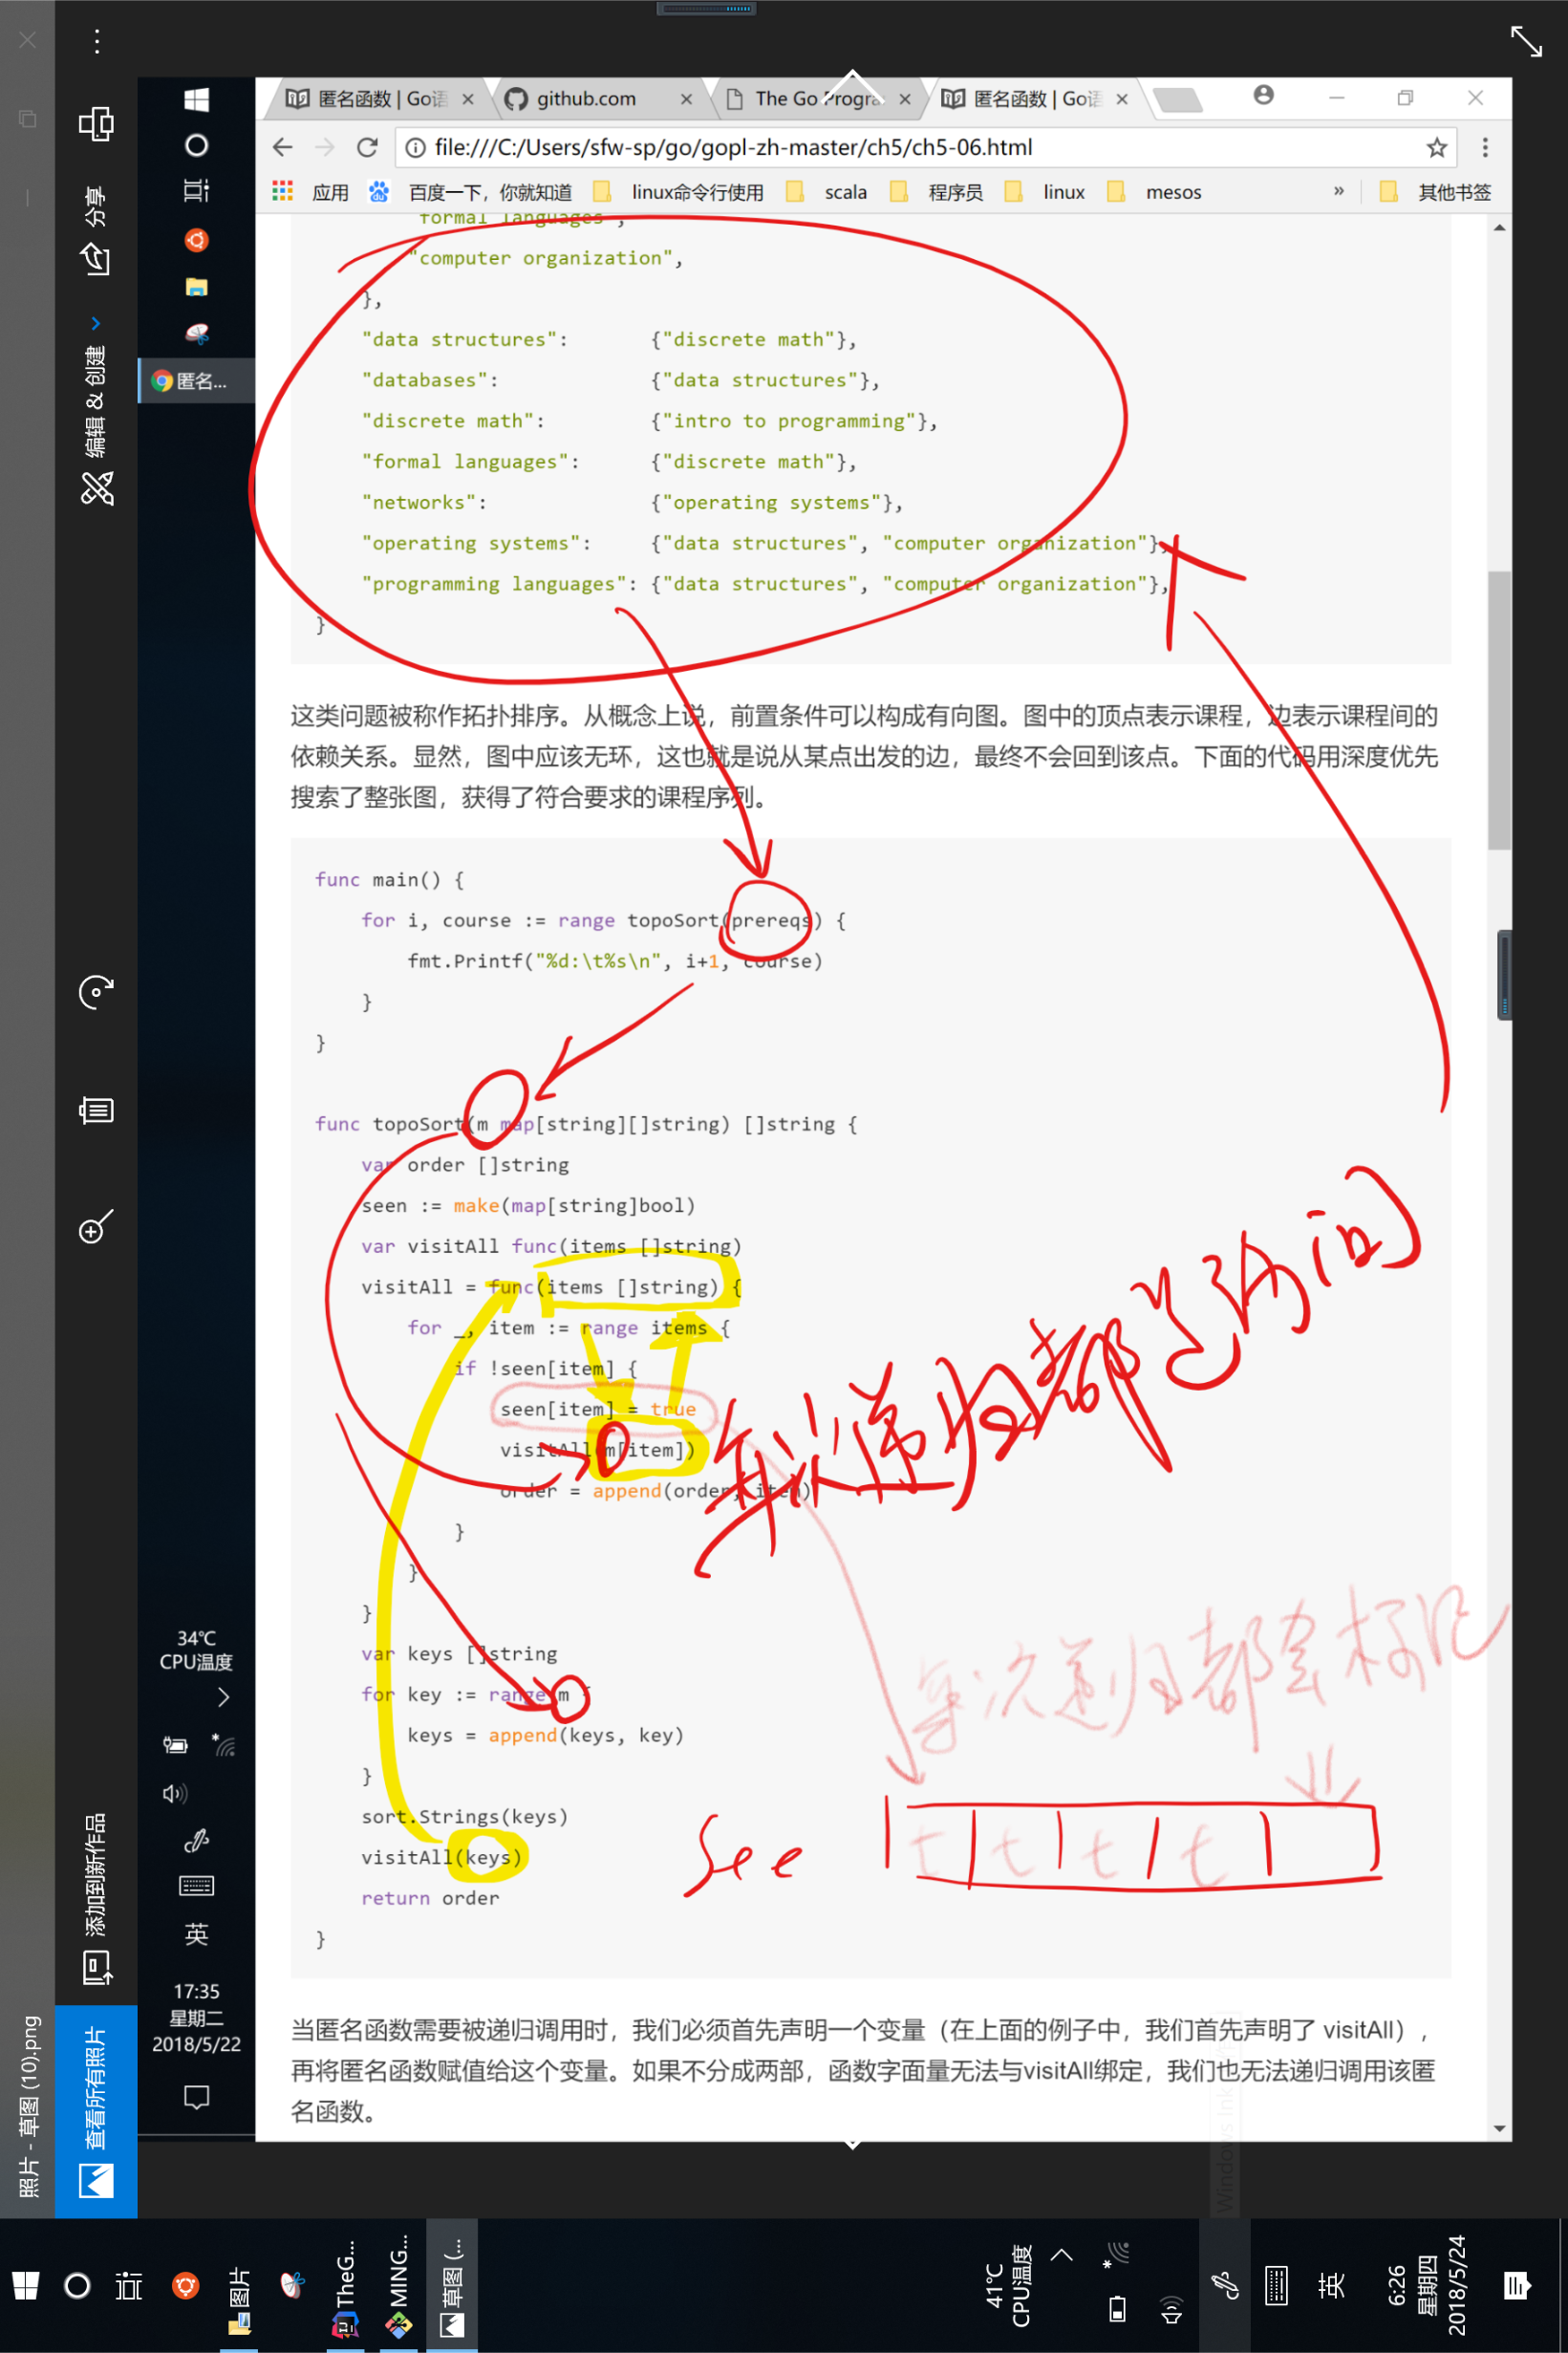 照片 - 草图 (10).png
查看所有照片
添加到新作品
编辑 & 创建
分享
匿名...
34℃
CPU温度
英
17:35
星期二
2018/5/22
匿名函数 | Go语
github.com
The Go Progra
匿名函数 | Go语
file:///C:/Users/sfw-sp/go/gopl-zh-master/ch5/ch5-06.html
应用 百度一下，你就知道 linux命令行使用 scala 程序员 linux mesos » 其他书签
"formal languages",
"computer organization",
},
"data structures": {"discrete math"},
"databases": {"data structures"},
"discrete math": {"intro to programming"},
"formal languages": {"discrete math"},
"networks": {"operating systems"},
"operating systems": {"data structures", "computer organization"},
"programming languages": {"data structures", "computer organization"},
}
这类问题被称作拓扑排序。从概念上说，前置条件可以构成有向图。图中的顶点表示课程，边表示课程间的
依赖关系。显然，图中应该无环，这也就是说从某点出发的边，最终不会回到该点。下面的代码用深度优先
搜索了整张图，获得了符合要求的课程序列。
func main() {
for i, course := range topoSort(prereqs) {
fmt.Printf("%d:\t%s\n", i+1, course)
}
}
func topoSort(m map[string][]string) []string {
var order []string
seen := make(map[string]bool)
var visitAll func(items []string)
visitAll = func(items []string) {
for _, item := range items {
if !seen[item] {
seen[item] = true
visitAll(m[item])
order = append(order, item)
}
}
}
var keys []string
for key := range m {
keys = append(keys, key)
}
sort.Strings(keys)
visitAll(keys)
return order
}
每次递归都会访问
每次递归都会标记
See
t t t t
当匿名函数需要被递归调用时，我们必须首先声明一个变量（在上面的例子中，我们首先声明了 visitAll），
再将匿名函数赋值给这个变量。如果不分成两部，函数字面量无法与visitAll绑定，我们也无法递归调用该匿
名函数。
图片
TheG...
MING...
草图 (...
41℃
CPU温度
英
6:26
星期四
2018/5/24